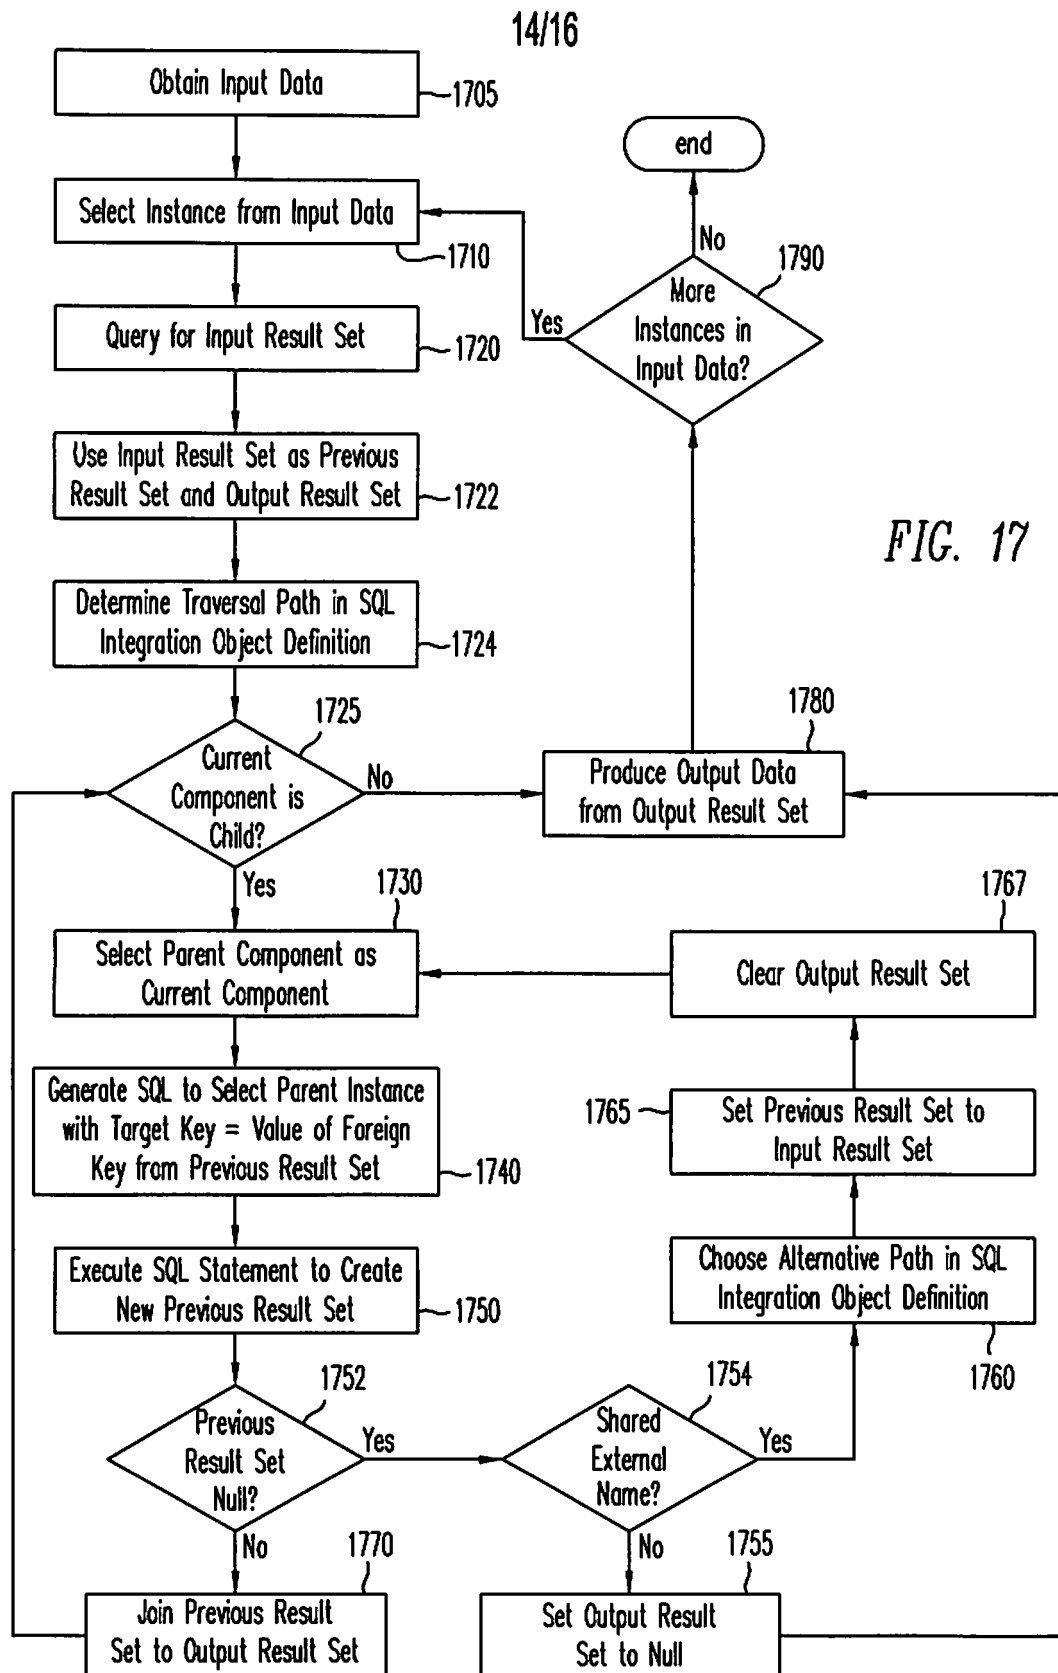 14/16
Obtain Input Data
1705
end
Select Instance from Input Data
1710
No
1790
More
Instances in
Input Data?
Yes
Query for Input Result Set
1720
Use Input Result Set as Previous
Result Set and Output Result Set
1722
FIG. 17
Determine Traversal Path in SQL
Integration Object Definition
1724
1725
Current
Component is
Child?
No
Yes
1780
Produce Output Data
from Output Result Set
1730
Select Parent Component as
Current Component
1767
Clear Output Result Set
Generate SQL to Select Parent Instance
with Target Key = Value of Foreign
Key from Previous Result Set
1740
1765
Set Previous Result Set to
Input Result Set
Execute SQL Statement to Create
New Previous Result Set
1750
Choose Alternative Path in SQL
Integration Object Definition
1760
1752
Previous
Result Set
Null?
Yes
No
1754
Shared
External
Name?
Yes
No
1770
Join Previous Result
Set to Output Result Set
1755
Set Output Result
Set to Null